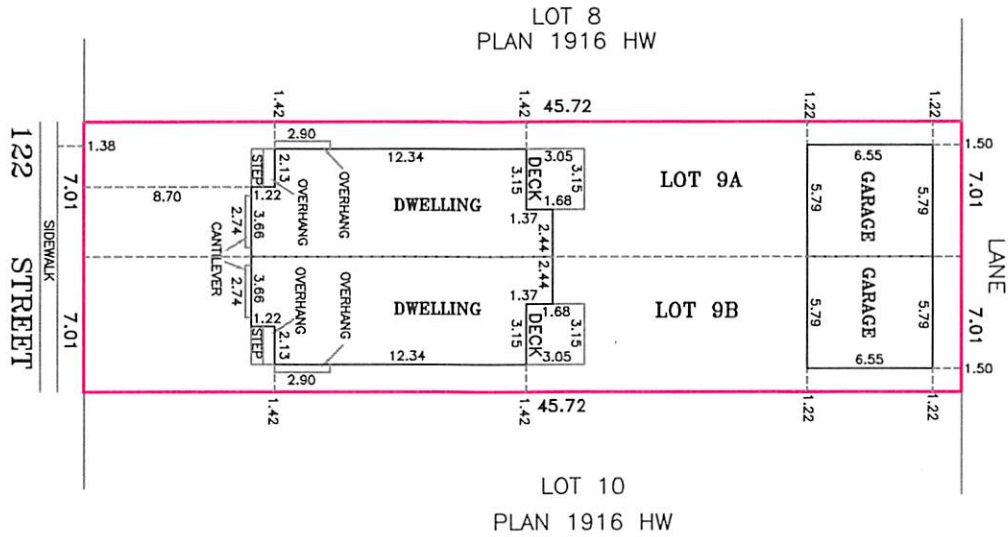 LOT 8
PLAN 1916 HW
1.42
1.42
45.72
1.22
1.22
1.38
2.90
12.34
3.05
6.55
1.50
STEP
2.13
OVERHANG
OVERHANG
3.15
DECK
3.15
1.68
LOT 9A
5.79
GARAGE
5.79
7.01
7.01
8.70
1.22
3.66
2.74
DWELLING
1.37
2.44
CANTILEVER
122 STREET
SIDEWALK
LANE
2.74
3.66
1.22
OVERHANG
OVERHANG
DWELLING
2.44
1.37
1.68
LOT 9B
5.79
GARAGE
5.79
7.01
7.01
STEP
2.13
3.15
DECK
3.15
12.34
3.05
6.55
1.50
2.90
1.42
1.42
45.72
1.22
1.22
LOT 10
PLAN 1916 HW